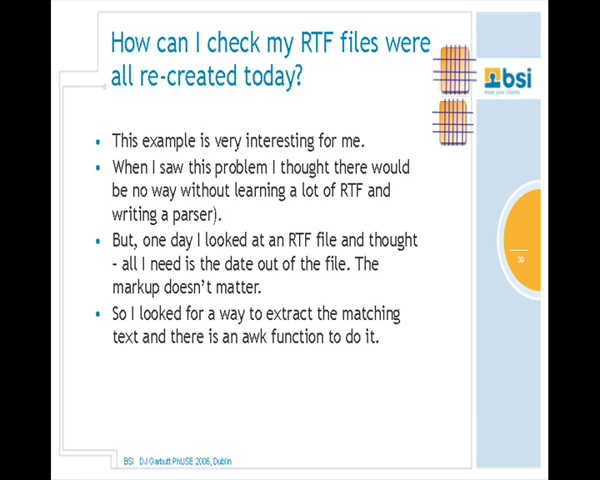 How can I check my RTF files were
all re-created today?
bsi
meet your clients
• This example is very interesting for me.
• When I saw this problem I thought there would
be no way without learning a lot of RTF and
writing a parser).
• But, one day I looked at an RTF file and thought
– all I need is the date out of the file. The
markup doesn't matter.
• So I looked for a way to extract the matching
text and there is an awk function to do it.
39
BSI DJ Garbutt PhUSE 2006, Dublin